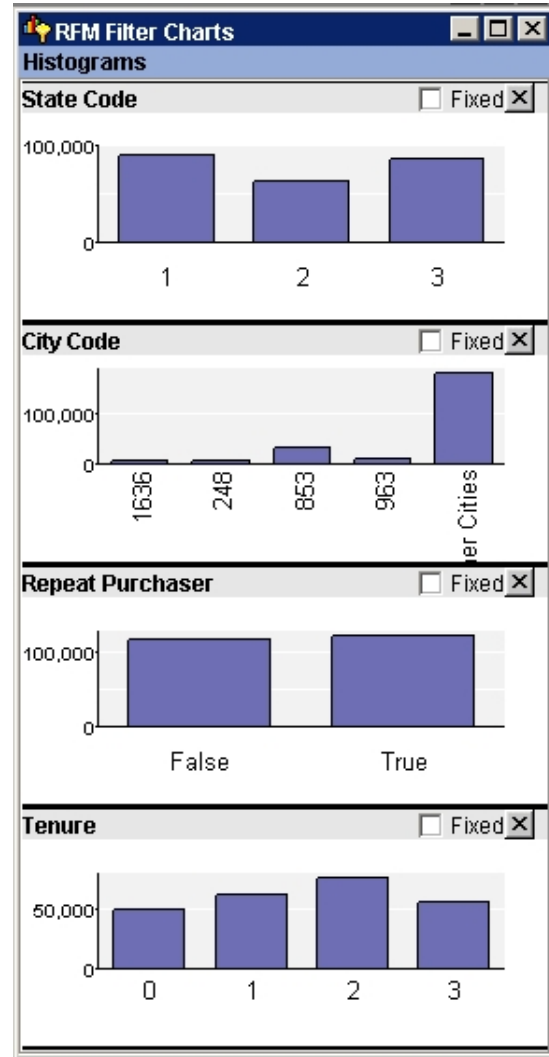 RFM Filter Charts
Histograms
State Code Fixed
100,000
0
1 2 3
City Code Fixed
100,000
0
1636 248 853 963 er Cities
Repeat Purchaser Fixed
100,000
0
False True
Tenure Fixed
50,000
0
0 1 2 3